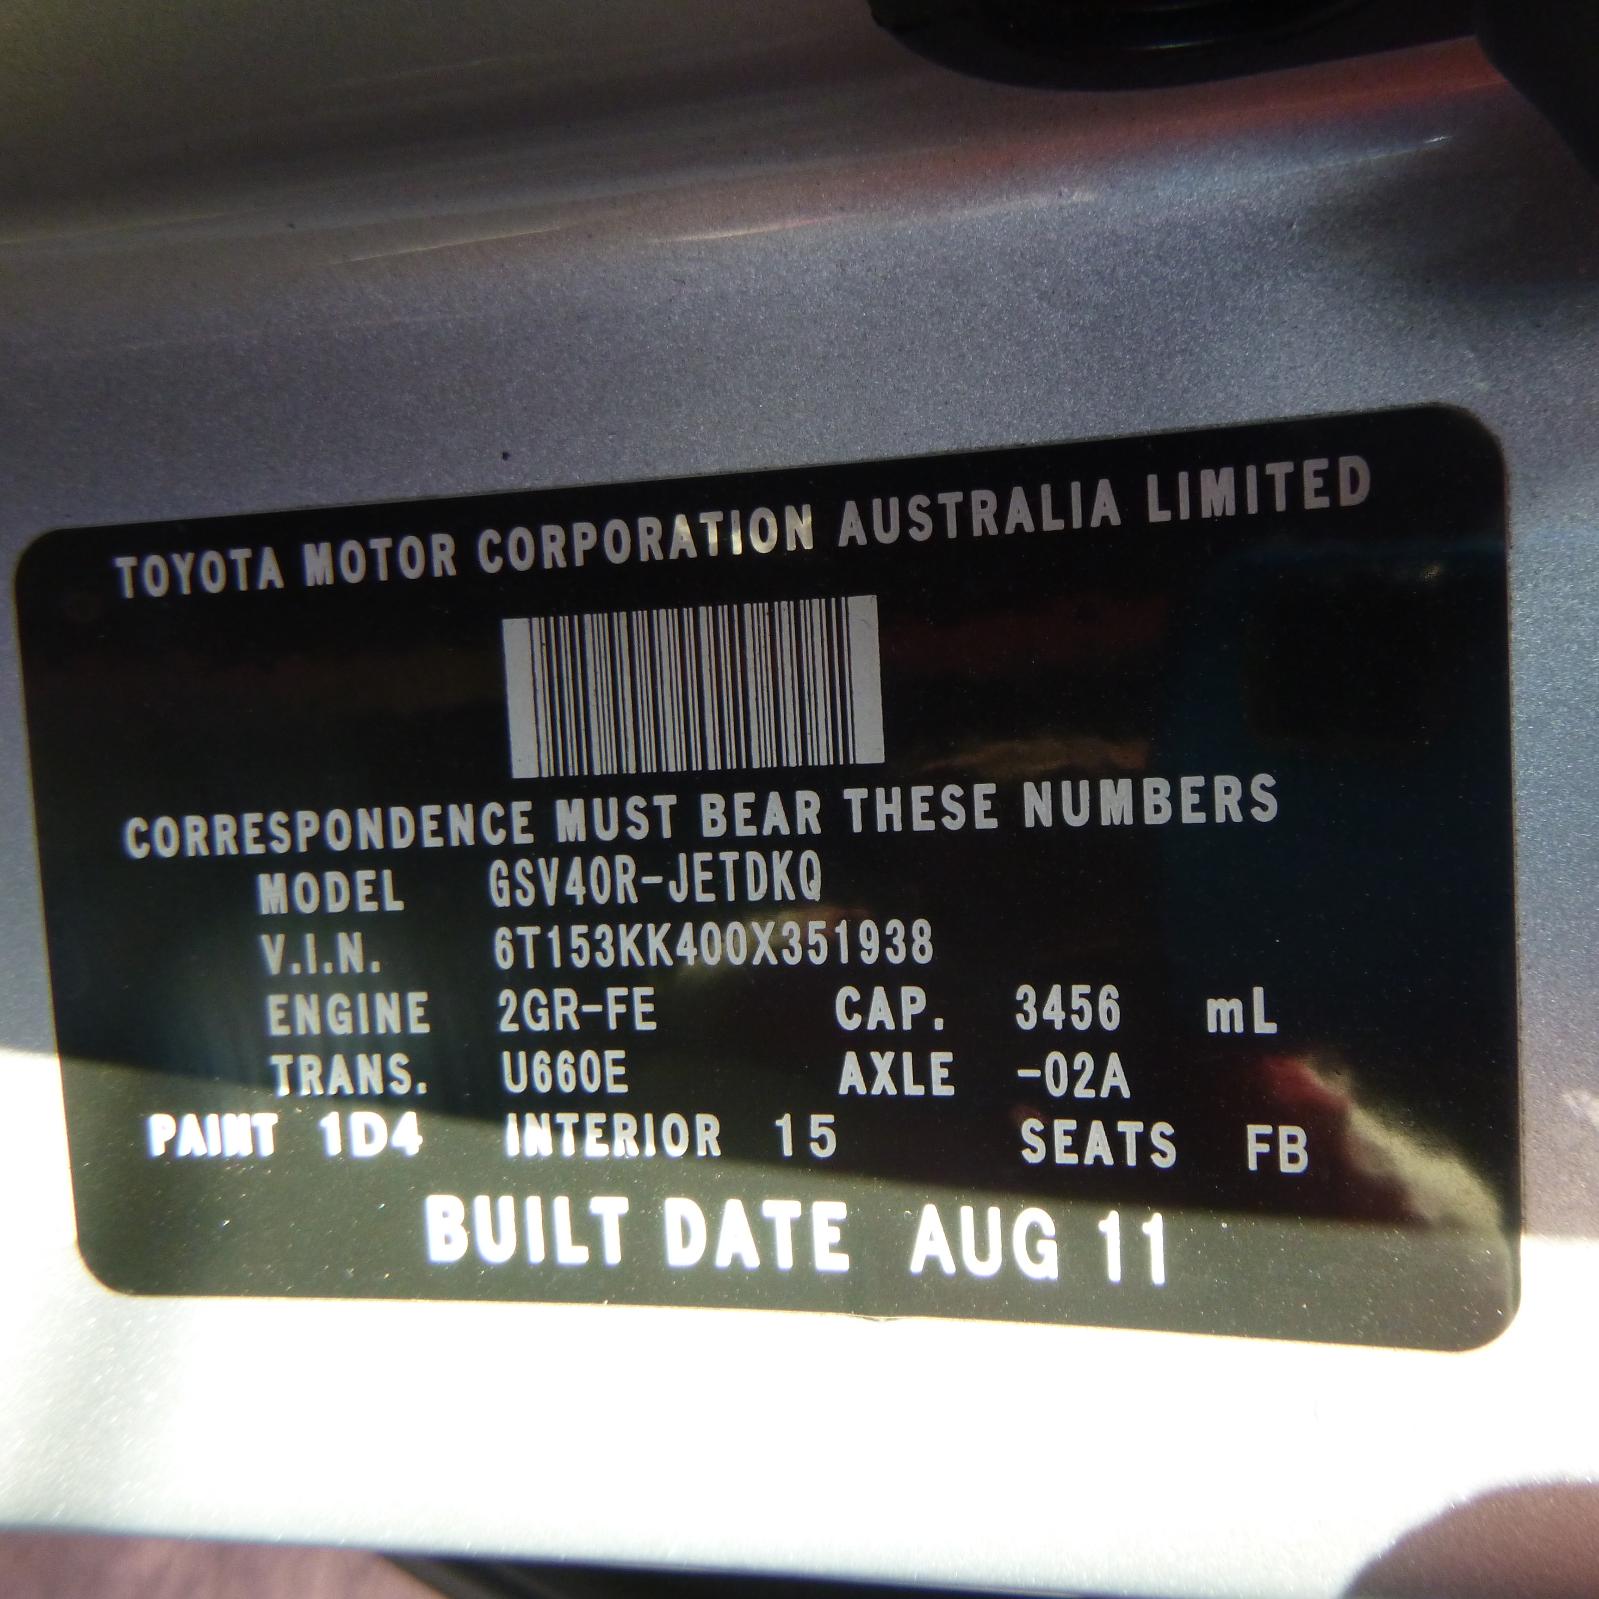 TOYOTA MOTOR CORPORATION AUSTRALIA LIMITED
CORRESPONDENCE MUST BEAR THESE NUMBERS
MODEL GSV40R-JETDKQ
V.I.N. 6T153KK400X351938
ENGINE 2GR-FE CAP. 3456 mL
TRANS. U660E AXLE -02A
PAINT 1D4 INTERIOR 15 SEATS FB
BUILT DATE AUG 11